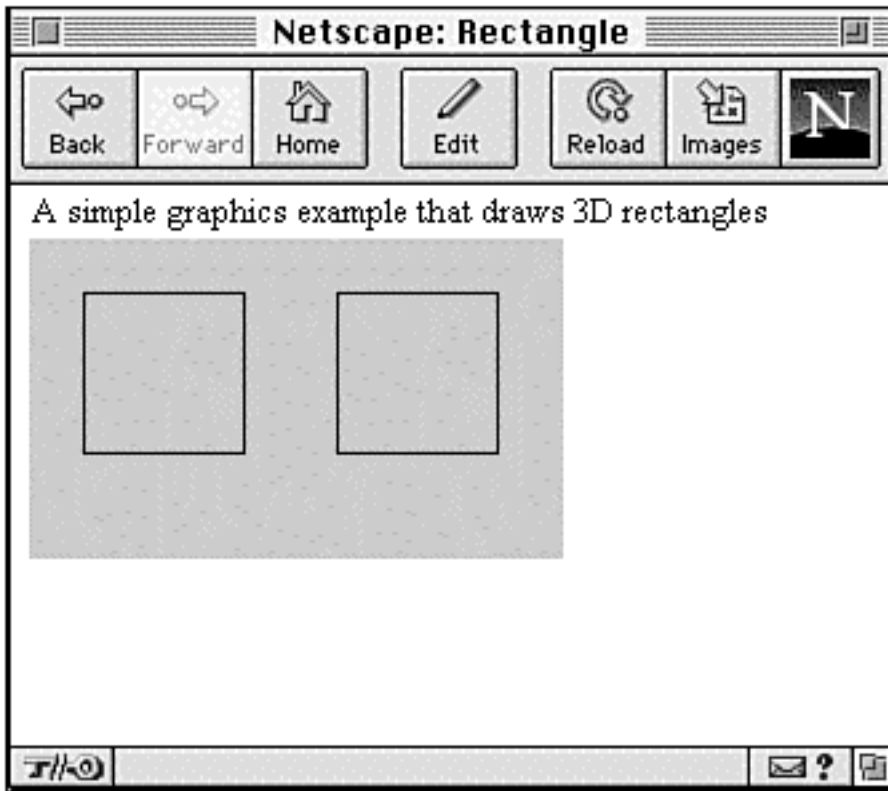 Netscape: Rectangle
Back Forward Home Edit Reload Images N
A simple graphics example that draws 3D rectangles
?